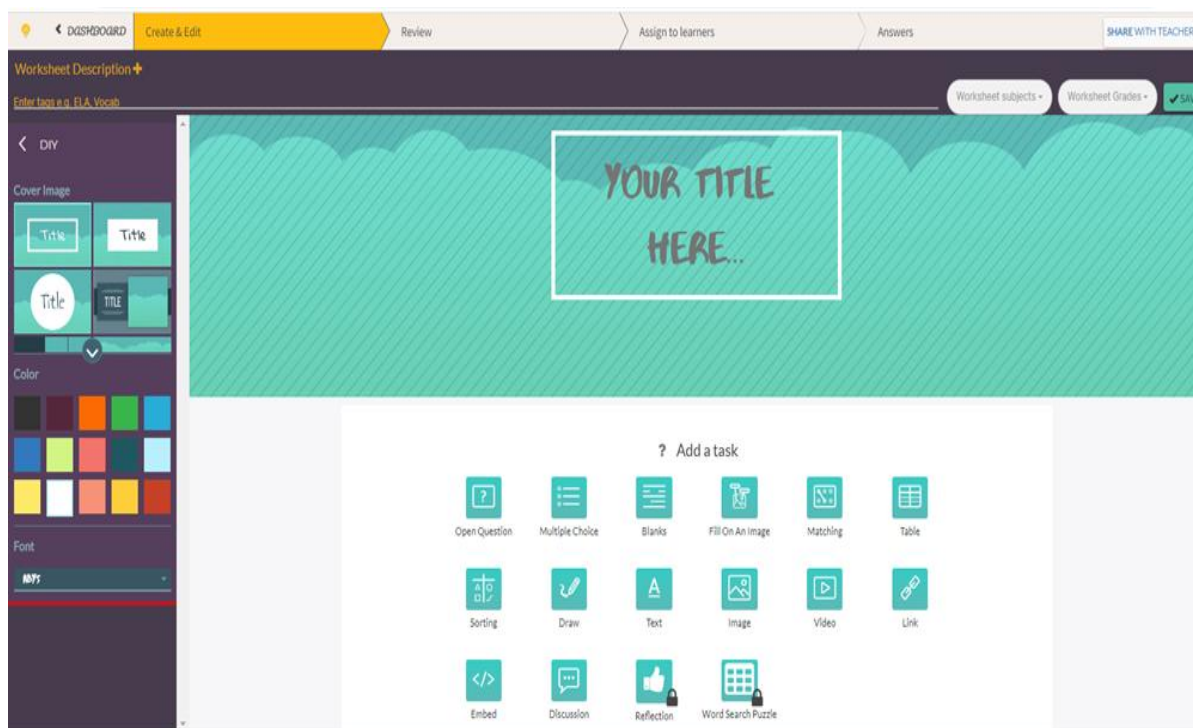 DASHBOARD
Create & Edit
Review
Assign to learners
Answers
SHARE WITH TEACHER
Worksheet Description +
Enter tags e.g. ELA, Vocab
Worksheet subjects
Worksheet Grades
SAV
DIY
Cover Image
Title
Title
Title
TITLE
Color
Font
YOUR TITLE
HERE...
? Add a task
Open Question
Multiple Choice
Blanks
Fill On An Image
Matching
Table
Sorting
Draw
Text
Image
Video
Link
Embed
Discussion
Reflection
Word Search Puzzle